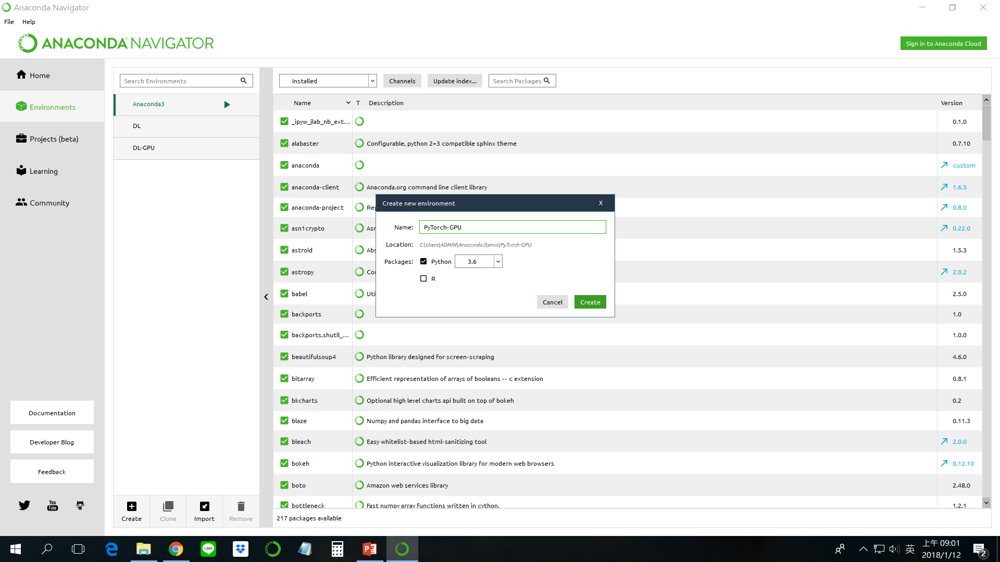 Anaconda Navigator
File Help
ANACONDA NAVIGATOR
Sign in to Anaconda Cloud
Home
Environments
Projects (beta)
Learning
Community
Documentation
Developer Blog
Feedback
You
Tube
Search Environments
Anaconda3
DL
DL-GPU
Create Clone Import Remove
Installed Channels Update index... Search Packages
Name T Description Version
_ipyw_jlab_nb_ext... 0.1.0
alabaster Configurable, python 2+3 compatible sphinx theme 0.7.10
anaconda custom
anaconda-client Anaconda.org command line client library 1.6.5
anaconda-project Rep 0.8.0
asn1crypto Asn 0.22.0
astroid Abs 1.5.3
astropy Co 2.0.2
babel Uti 2.5.0
backports 1.0
backports.shutil_... 1.0.0
beautifulsoup4 Python library designed for screen-scraping 4.6.0
bitarray Efficient representation of arrays of booleans -- c extension 0.8.1
bkcharts Optional high level charts api built on top of bokeh 0.2
blaze Numpy and pandas interface to big data 0.11.3
bleach Easy whitelist-based html-sanitizing tool 2.0.0
bokeh Python interactive visualization library for modern web browsers 0.12.10
boto Amazon web services library 2.48.0
bottleneck Fast numpy array functions written in cython. 1.2.1
217 packages available
Create new environment X
Name: PyTorch-GPU
Location: C:\Users\ADMIN\Anaconda3\envs\PyTorch-GPU
Packages: Python 3.6
R
Cancel Create
LINE
P
英
上午 09:01
2018/1/12
2